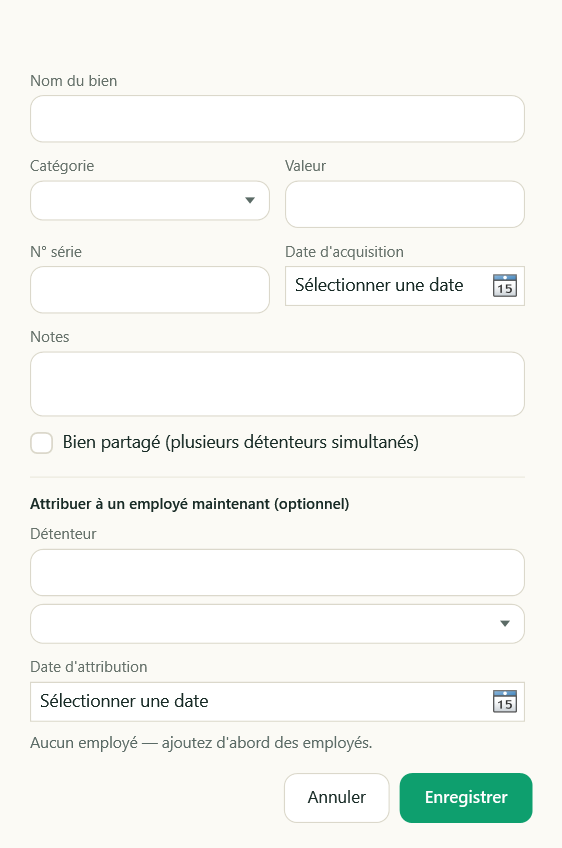 Nom du bien
Catégorie
Valeur
N° série
Date d'acquisition
Sélectionner une date
15
Notes
Bien partagé (plusieurs détenteurs simultanés)
Attribuer à un employé maintenant (optionnel)
Détenteur
Date d'attribution
Sélectionner une date
15
Aucun employé — ajoutez d'abord des employés.
Annuler
Enregistrer